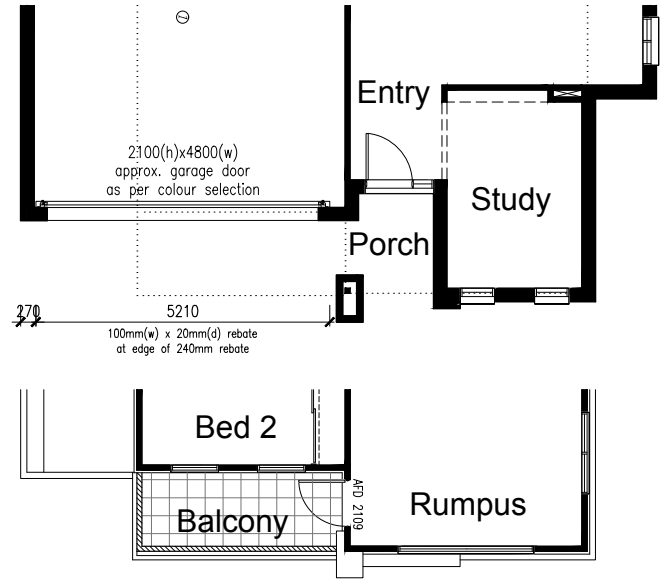 Entry
2100(h)x4800(w)
approx. garage door
as per colour selection
Study
Porch
270
5210
100mm(w) x 20mm(d) rebate
at edge of 240mm rebate
Bed 2
AFD 2109
Rumpus
Balcony